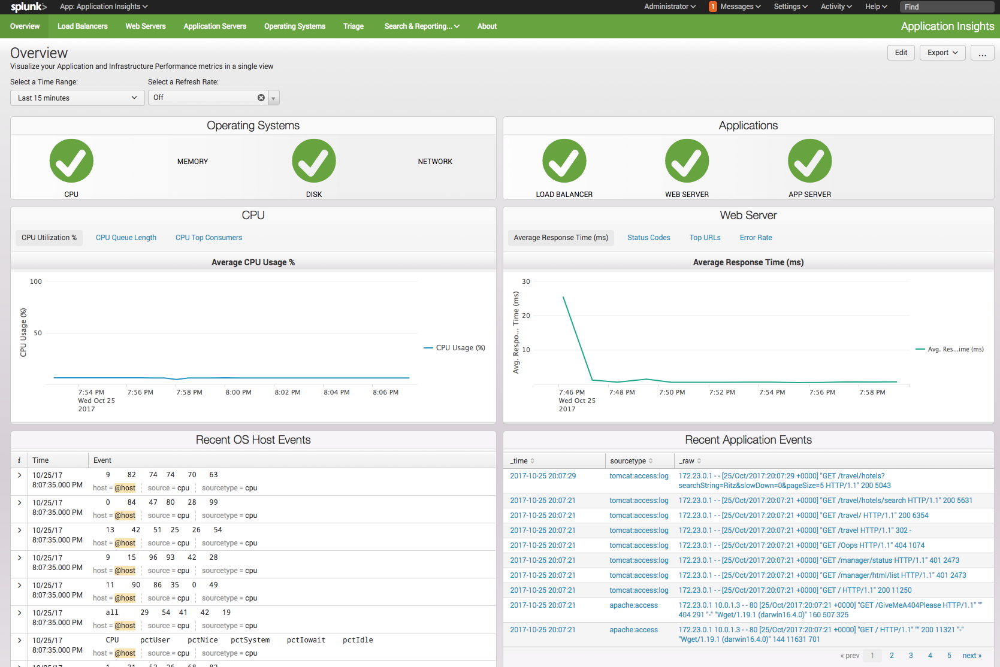 splunk> App: Application Insights Administrator 1 Messages Settings Activity Help Find
Overview Load Balancers Web Servers Application Servers Operating Systems Triage Search & Reporting... About Application Insights
Overview
Edit Export ...
Visualize your Application and Infrastructure Performance metrics in a single view
Select a Time Range: Select a Refresh Rate:
Last 15 minutes Off
Operating Systems
CPU
MEMORY
DISK
NETWORK
Applications
LOAD BALANCER WEB SERVER APP SERVER
CPU
CPU Utilization % CPU Queue Length CPU Top Consumers
Average CPU Usage %
100
50
CPU Usage (%)
CPU Usage (%)
7:54 PM 7:56 PM 7:58 PM 8:00 PM 8:02 PM 8:04 PM 8:06 PM
Wed Oct 25
2017
Web Server
Average Response Time (ms) Status Codes Top URLs Error Rate
Average Response Time (ms)
30
20
10
Avg. Respo... Time (ms)
Avg. Res...ime (ms)
7:46 PM 7:48 PM 7:50 PM 7:52 PM 7:54 PM 7:56 PM 7:58 PM
Wed Oct 25
2017
Recent OS Host Events
i Time Event
10/25/17 9 82 74 74 70 63
8:07:35.000 PM host = @host source = cpu sourcetype = cpu
10/25/17 0 84 47 80 28 99
8:07:35.000 PM host = @host source = cpu sourcetype = cpu
10/25/17 13 42 51 25 26 54
8:07:35.000 PM host = @host source = cpu sourcetype = cpu
10/25/17 9 15 96 93 42 28
8:07:35.000 PM host = @host source = cpu sourcetype = cpu
10/25/17 11 90 86 35 0 49
8:07:35.000 PM host = @host source = cpu sourcetype = cpu
10/25/17 all 29 54 41 42 19
8:07:35.000 PM host = @host source = cpu sourcetype = cpu
10/25/17 CPU pctUser pctNice pctSystem pctIowait pctIdle
8:07:35.000 PM host = @host source = cpu sourcetype = cpu
Recent Application Events
_time sourcetype _raw
2017-10-25 20:07:29 tomcat:access:log 172.23.0.1 - - [25/Oct/2017:20:07:29 +0000] "GET /travel/hotels?
searchString=Ritz&slowDown=0&pageSize=5 HTTP/1.1" 200 5043
2017-10-25 20:07:21 tomcat:access:log 172.23.0.1 - - [25/Oct/2017:20:07:21 +0000] "GET /travel/hotels/search HTTP/1.1" 200 5631
2017-10-25 20:07:21 tomcat:access:log 172.23.0.1 - - [25/Oct/2017:20:07:21 +0000] "GET /travel/ HTTP/1.1" 200 6354
2017-10-25 20:07:21 tomcat:access:log 172.23.0.1 - - [25/Oct/2017:20:07:21 +0000] "GET /travel HTTP/1.1" 302 -
2017-10-25 20:07:21 tomcat:access:log 172.23.0.1 - - [25/Oct/2017:20:07:21 +0000] "GET /Oops HTTP/1.1" 404 1074
2017-10-25 20:07:21 tomcat:access:log 172.23.0.1 - - [25/Oct/2017:20:07:21 +0000] "GET /manager/status HTTP/1.1" 401 2473
2017-10-25 20:07:21 tomcat:access:log 172.23.0.1 - - [25/Oct/2017:20:07:21 +0000] "GET /manager/html/list HTTP/1.1" 401 2473
2017-10-25 20:07:21 tomcat:access:log 172.23.0.1 - - [25/Oct/2017:20:07:21 +0000] "GET / HTTP/1.1" 200 11250
2017-10-25 20:07:21 apache:access 172.23.0.1 10.0.1.3 - - 80 [25/Oct/2017:20:07:21 +0000] "GET /GiveMeA404Please HTTP/1.1" ""
404 291 "-" "Wget/1.19.1 (darwin16.4.0)" 160 507 325
2017-10-25 20:07:21 apache:access 172.23.0.1 10.0.1.3 - - 80 [25/Oct/2017:20:07:21 +0000] "GET / HTTP/1.1" "" 200 11321 "-"
"Wget/1.19.1 (darwin16.4.0)" 144 11631 701
« prev 1 2 3 4 5 next »